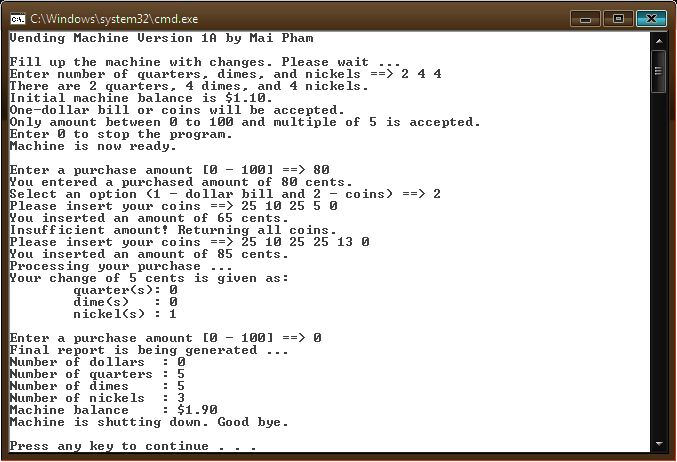 C:\Windows\system32\cmd.exe
Vending Machine Version 1A by Mai Pham
Fill up the machine with changes. Please wait ...
Enter number of quarters, dimes, and nickels ==> 2 4 4
There are 2 quarters, 4 dimes, and 4 nickels.
Initial machine balance is $1.10.
One-dollar bill or coins will be accepted.
Only amount between 0 to 100 and multiple of 5 is accepted.
Enter 0 to stop the program.
Machine is now ready.
Enter a purchase amount [0 - 100] ==> 80
You entered a purchased amount of 80 cents.
Select an option (1 - dollar bill and 2 - coins) ==> 2
Please insert your coins ==> 25 10 25 5 0
You inserted an amount of 65 cents.
Insufficient amount! Returning all coins.
Please insert your coins ==> 25 10 25 25 13 0
You inserted an amount of 85 cents.
Processing your purchase ...
Your change of 5 cents is given as:
quarter(s): 0
dime(s)   : 0
nickel(s) : 1
Enter a purchase amount [0 - 100] ==> 0
Final report is being generated ...
Number of dollars  : 0
Number of quarters : 5
Number of dimes    : 5
Number of nickels  : 3
Machine balance    : $1.90
Machine is shutting down. Good bye.
Press any key to continue . . .